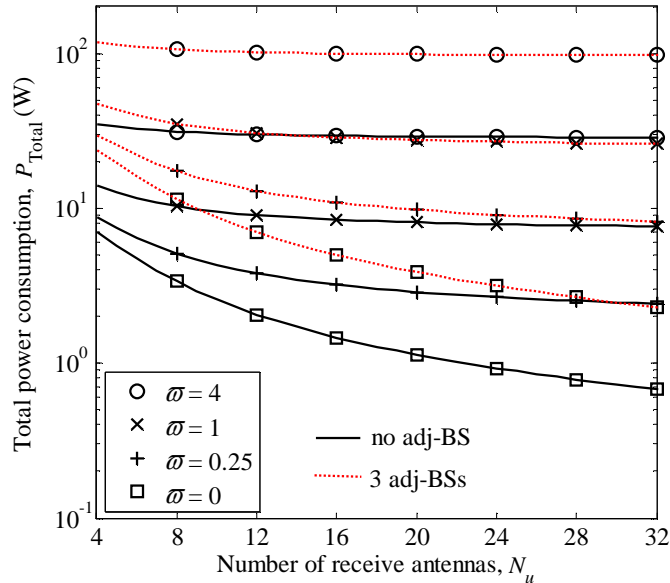 Total power consumption, P_Total (W)
10^2
10^1
10^0
10^-1
ϖ = 4
ϖ = 1
ϖ = 0.25
ϖ = 0
no adj-BS
3 adj-BSs
4 8 12 16 20 24 28 32
Number of receive antennas, N_u